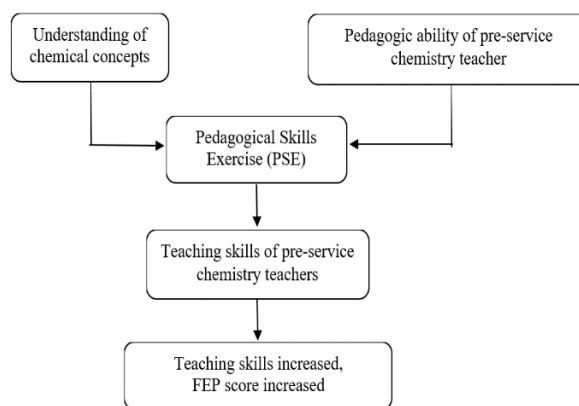 Understanding of
chemical concepts
Pedagogic ability of pre-service
chemistry teacher
Pedagogical Skills
Exercise (PSE)
Teaching skills of pre-service
chemistry teachers
Teaching skills increased,
FEP score increased